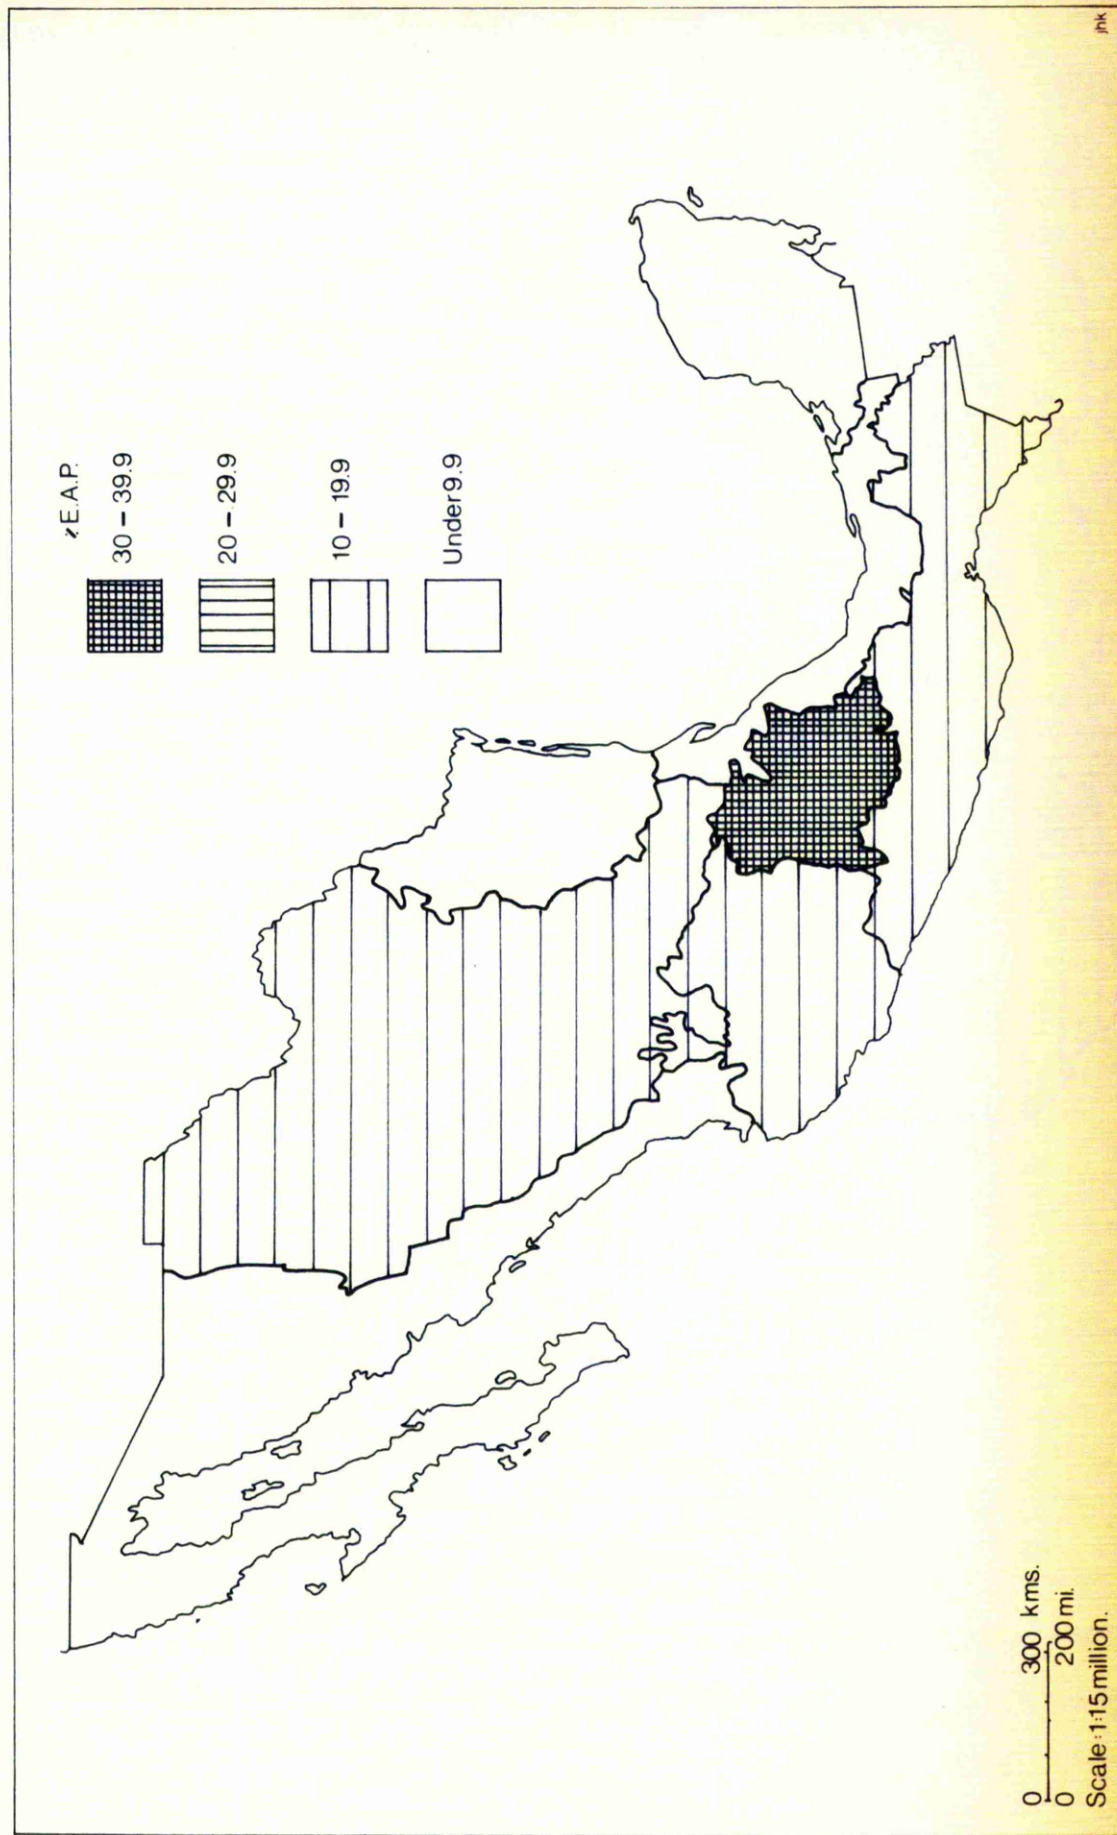 %E.A.P.
30 – 39.9
20 – 29.9
10 – 19.9
Under 9.9
0 300 kms.
0 200 mi.
Scale : 1:15 million.
jhk